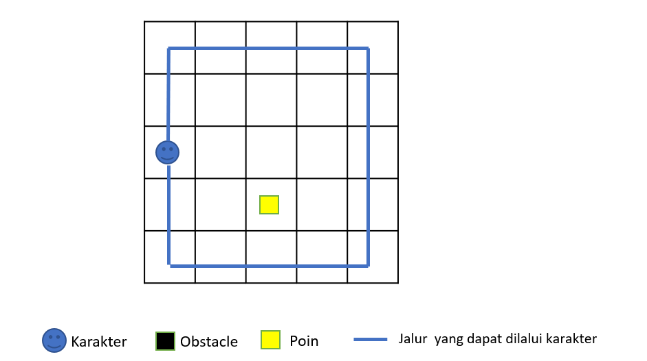 Karakter
Obstacle
Poin
Jalur yang dapat dilalui karakter